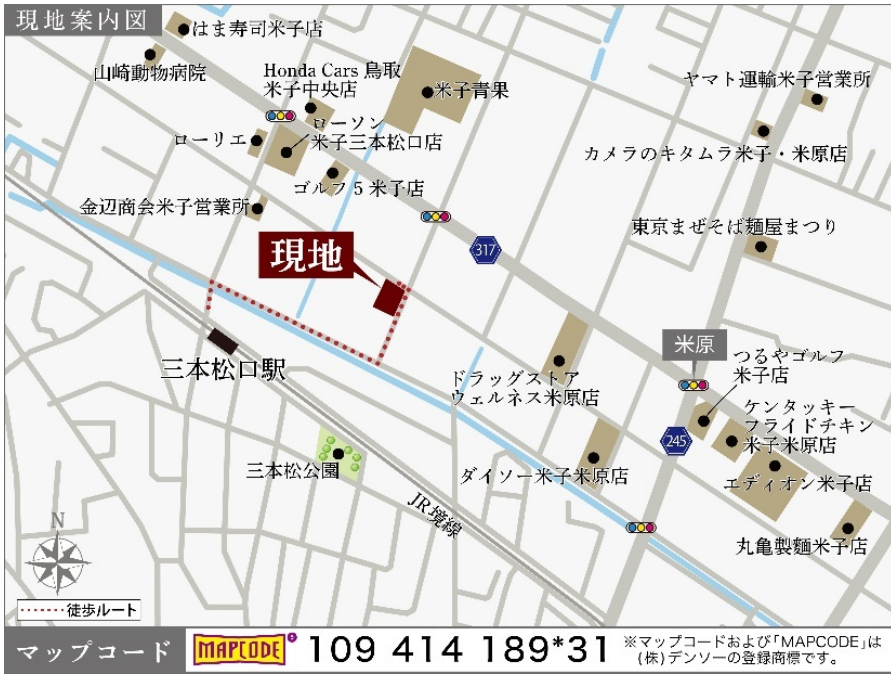 現地案内図
はま寿司米子店
山崎動物病院
Honda Cars 鳥取
米子中央店
米子青果
ヤマト運輸米子営業所
ローリエ
ローソン
米子三本松口店
カメラのキタムラ米子・米原店
ゴルフ5 米子店
金辺商会米子営業所
東京まぜそば麺屋まつり
317
現地
三本松口駅
米原
つるやゴルフ
米子店
ドラッグストア
ウェルネス米原店
ケンタッキー
フライドチキン
米子米原店
245
三本松公園
ダイソー米子米原店
エディオン米子店
JR境線
丸亀製麺米子店
N
徒歩ルート
マップコード
MAPCODE
109 414 189*31
※マップコードおよび「MAPCODE」は
(株)デンソーの登録商標です。